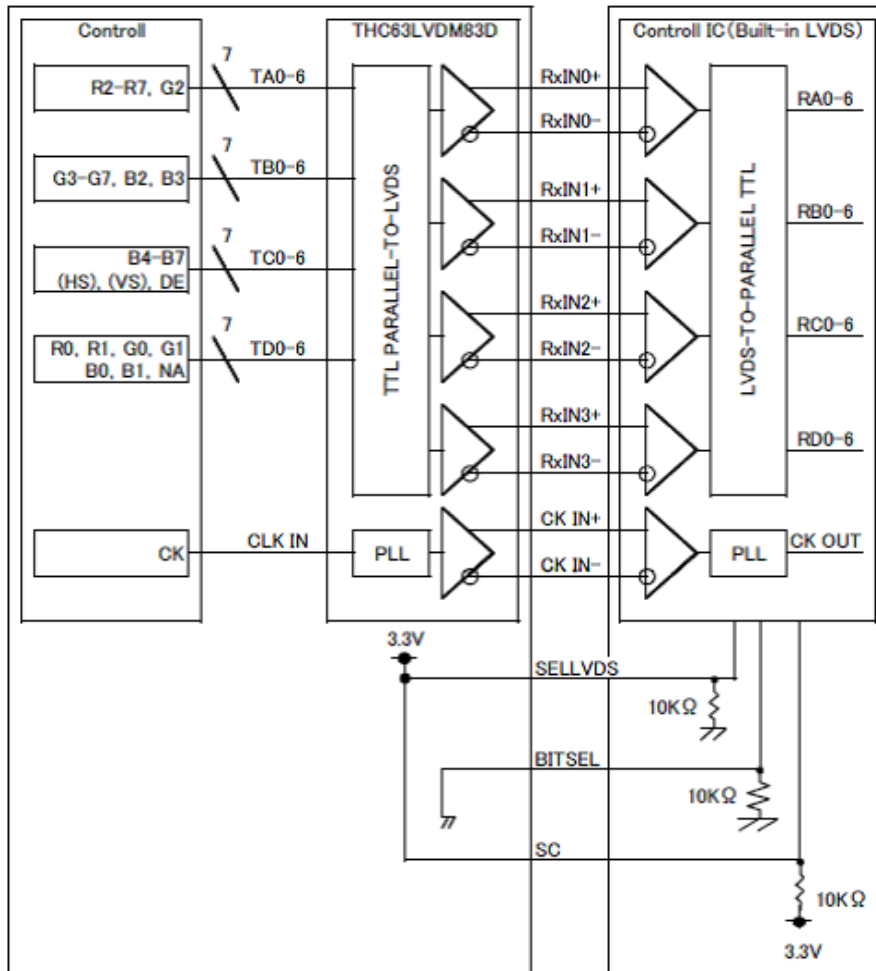 Controll
THC63LVDM83D
Controll IC(Built-in LVDS)
R2-R7, G2
7
TA0-6
RxIN0+
RxIN0-
RA0-6
G3-G7, B2, B3
7
TB0-6
RxIN1+
RxIN1-
RB0-6
B4-B7
(HS), (VS), DE
7
TC0-6
RxIN2+
RxIN2-
RC0-6
R0, R1, G0, G1
B0, B1, NA
7
TD0-6
RxIN3+
RxIN3-
RD0-6
TTL PARALLEL-TO-LVDS
LVDS-TO-PARALLEL TTL
CK
CLK IN
PLL
CK IN+
CK IN-
PLL
CK OUT
3.3V
SELLVDS
10KΩ
BITSEL
10KΩ
SC
10KΩ
3.3V